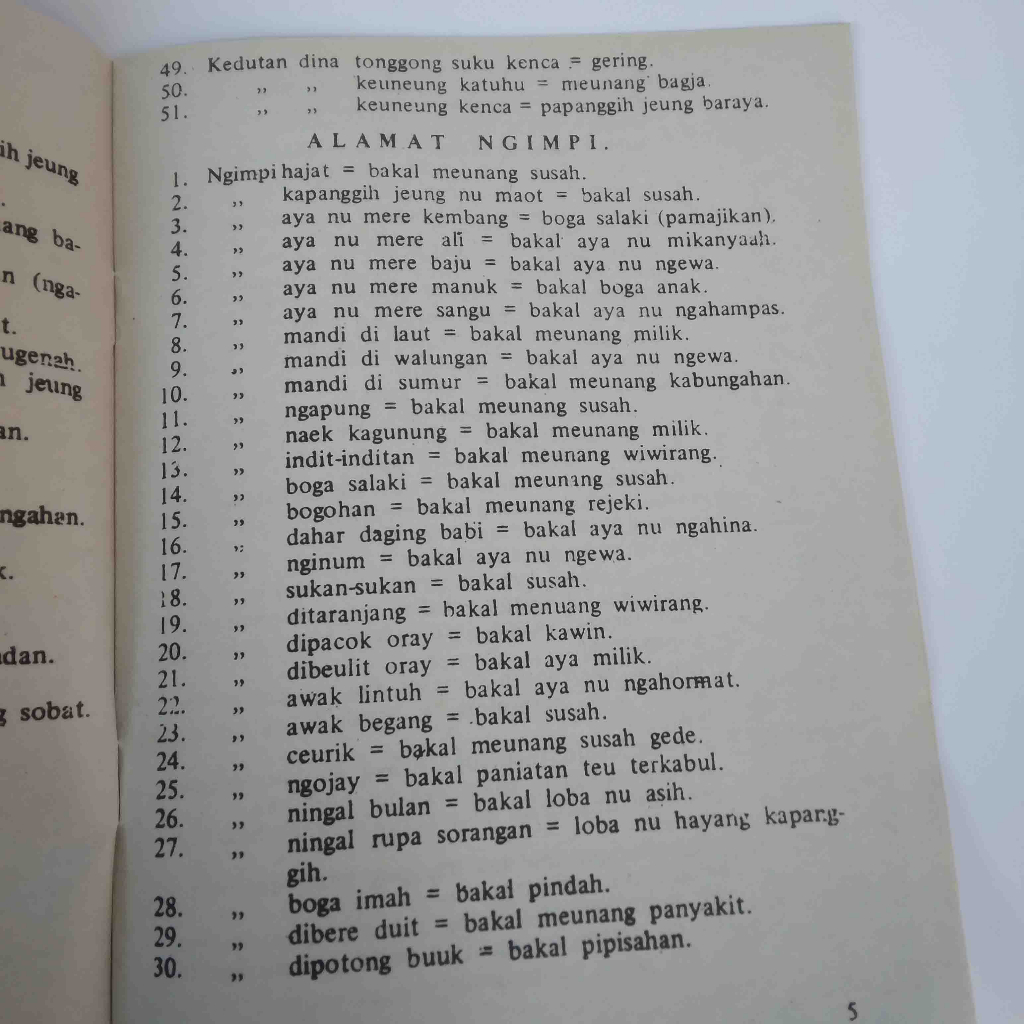 ih jeung
ang ba-
n (nga-
t.
ugenah.
jeung
an.
ngahan.
k.
dan.
g sobat.
49. Kedutan dina tonggong suku kenca = gering.
50. ,, ,, keuneung katuhu = meunang bagja.
51. ,, ,, keuneung kenca = papanggih jeung baraya.
ALAMAT NGIMPI.
1. Ngimpi hajat = bakal meunang susah.
2. ,, kapanggih jeung nu maot = bakal susah.
3. ,, aya nu mere kembang = boga salaki (pamajikan).
4. ,, aya nu mere ali = bakal aya nu mikanyaah.
5. ,, aya nu mere baju = bakal aya nu ngewa.
6. ,, aya nu mere manuk = bakal boga anak.
7. ,, aya nu mere sangu = bakal aya nu ngahampas.
8. ,, mandi di laut = bakal meunang milik.
9. ,, mandi di walungan = bakal aya nu ngewa.
10. ,, mandi di sumur = bakal meunang kabungahan.
11. ,, ngapung = bakal meunang susah.
12. ,, naek kagunung = bakal meunang milik.
13. ,, indit-inditan = bakal meunang wiwirang.
14. ,, boga salaki = bakal meunang susah.
15. ,, bogohan = bakal meunang rejeki.
16. ,, dahar daging babi = bakal aya nu ngahina.
17. ,, nginum = bakal aya nu ngewa.
18. ,, sukan-sukan = bakal susah.
19. ,, ditaranjang = bakal menuang wiwirang.
20. ,, dipacok oray = bakal kawin.
21. ,, dibeulit oray = bakal aya milik.
22. ,, awak lintuh = bakal aya nu ngahormat.
23. ,, awak begang = bakal susah.
24. ,, ceurik = bakal meunang susah gede.
25. ,, ngojay = bakal paniatan teu terkabul.
26. ,, ningal bulan = bakal loba nu asih.
27. ,, ningal rupa sorangan = loba nu hayang kapang-
gih.
28. ,, boga imah = bakal pindah.
29. ,, dibere duit = bakal meunang panyakit.
30. ,, dipotong buuk = bakal pipisahan.
5